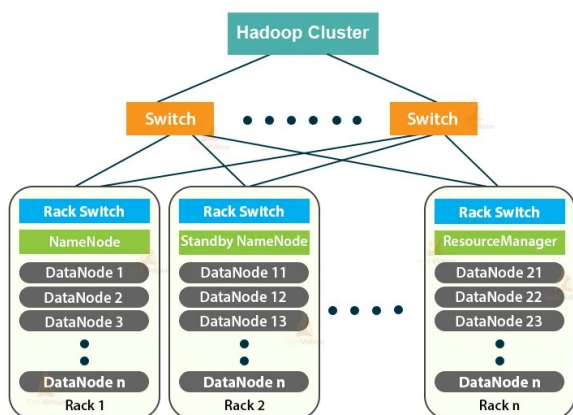 Hadoop Cluster
Switch
Switch
Rack Switch
NameNode
DataNode 1
DataNode 2
DataNode 3
DataNode n
Rack 1
Rack Switch
Standby NameNode
DataNode 11
DataNode 12
DataNode 13
DataNode n
Rack 2
Rack Switch
ResourceManager
DataNode 21
DataNode 22
DataNode 23
DataNode n
Rack n